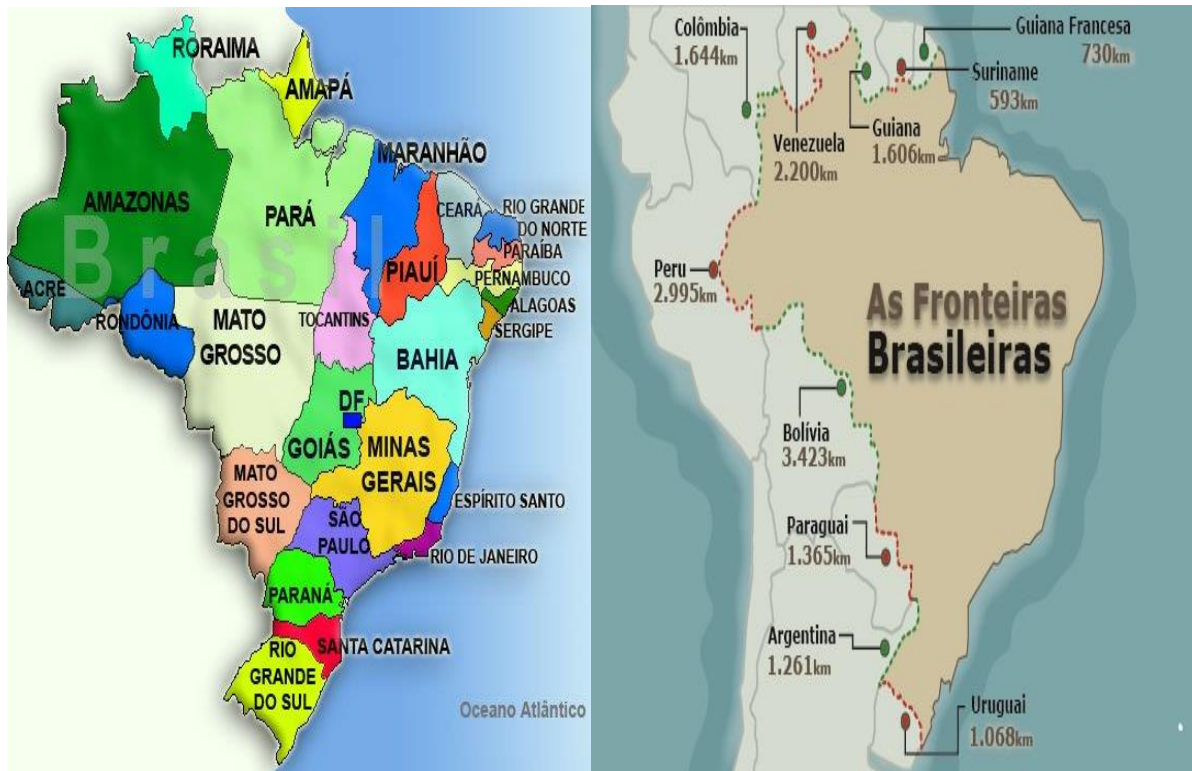 RORAIMA
AMAPÁ
MARANHÃO
AMAZONAS
PARÁ
CEARÁ
RIO GRANDE
DO NORTE
PARAÍBA
Brasil
PIAUÍ
PERNAMBUCO
ACRE
RONDÔNIA
MATO
GROSSO
TOCANTINS
ALAGOAS
SERGIPE
BAHIA
DF
GOIÁS
MINAS
GERAIS
MATO
GROSSO
DO SUL
ESPÍRITO SANTO
SÃO
PAULO
RIO DE JANEIRO
PARANÁ
SANTA CATARINA
RIO
GRANDE
DO SUL
Oceano Atlântico
Colômbia
1.644km
Guiana Francesa
730km
Suriname
593km
Venezuela
2.200km
Guiana
1.606km
Peru
2.995km
As Fronteiras
Brasileiras
Bolívia
3.423km
Paraguai
1.365km
Argentina
1.261km
Uruguai
1.068km